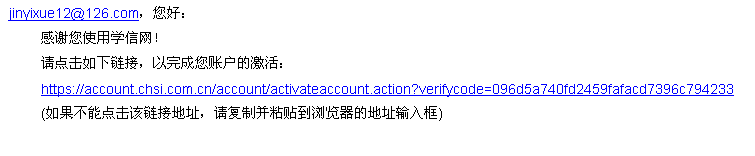 jinyixue12@126.com，您好：
感谢您使用学信网！
请点击如下链接，以完成您账户的激活：
https://account.chsi.com.cn/account/activateaccount.action?verifycode=096d5a740fd2459fafacd7396c794233
(如果不能点击该链接地址，请复制并粘贴到浏览器的地址输入框)